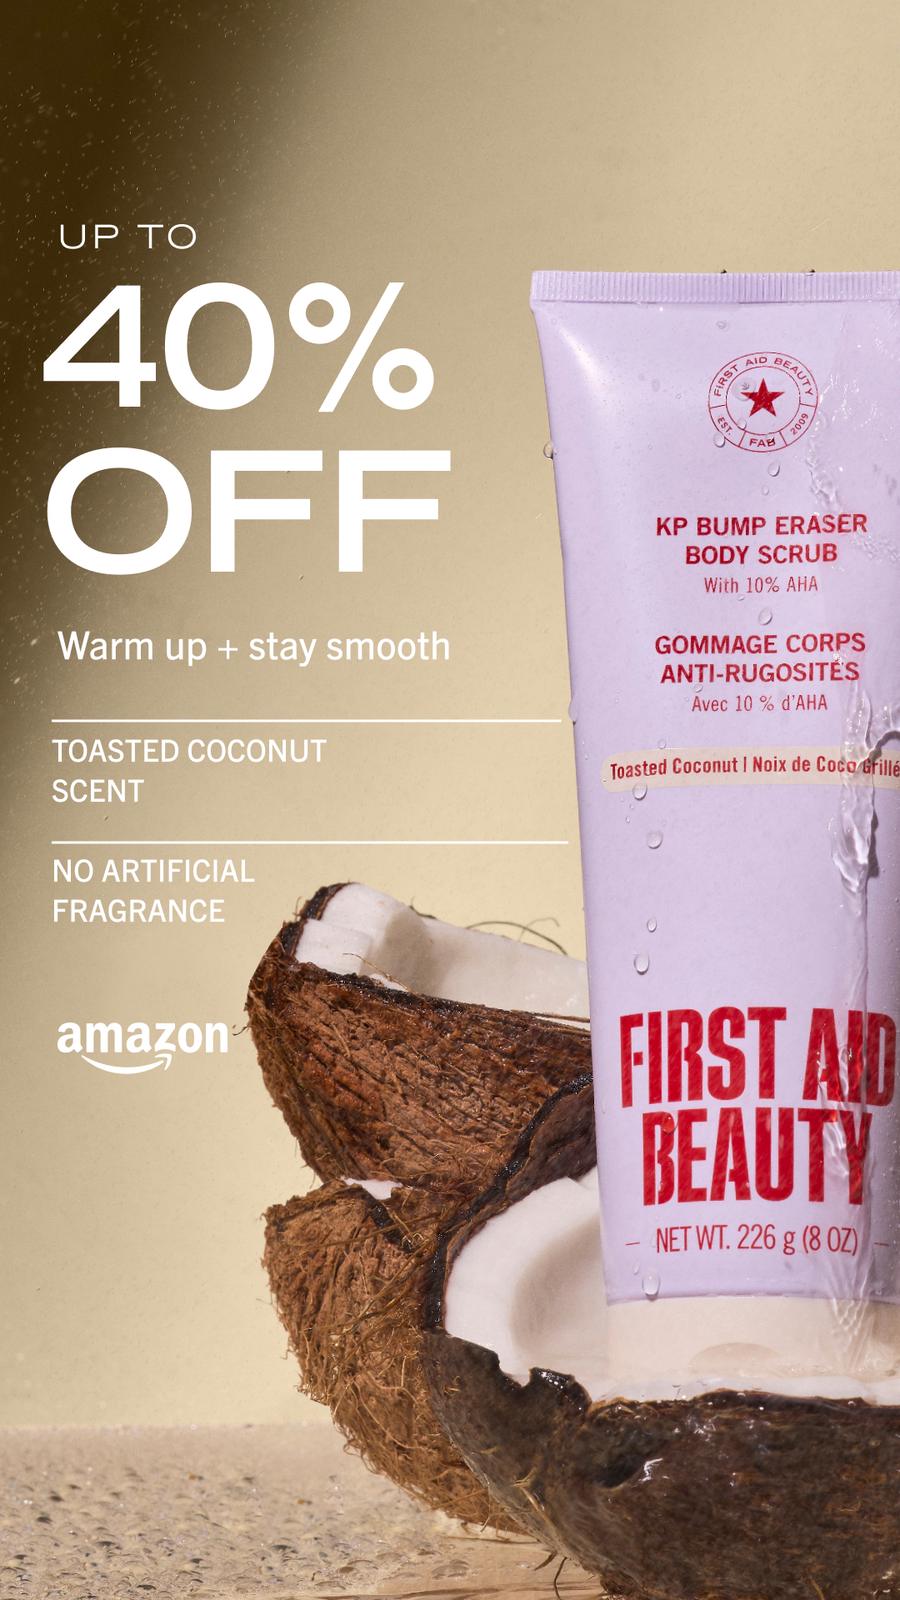 UP TO
40%
OFF
Warm up + stay smooth
TOASTED COCONUT
SCENT
NO ARTIFICIAL
FRAGRANCE
amazon
FIRST AID BEAUTY
EST. FAB 2009
KP BUMP ERASER
BODY SCRUB
With 10% AHA
GOMMAGE CORPS
ANTI-RUGOSITÉS
Avec 10 % d'AHA
Toasted Coconut | Noix de Coco Grillé
FIRST AID
BEAUTY
NET WT. 226 g (8 OZ)